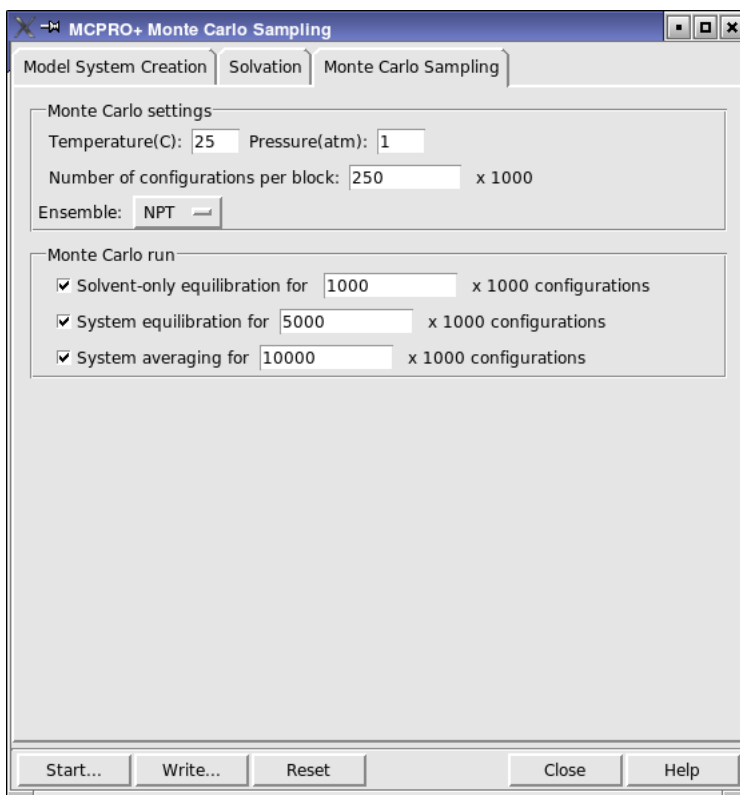 MCPRO+ Monte Carlo Sampling
Model System Creation Solvation Monte Carlo Sampling
Monte Carlo settings
Temperature(C): 25 Pressure(atm): 1
Number of configurations per block: 250 x 1000
Ensemble: NPT
Monte Carlo run
Solvent-only equilibration for 1000 x 1000 configurations
System equilibration for 5000 x 1000 configurations
System averaging for 10000 x 1000 configurations
Start... Write... Reset Close Help